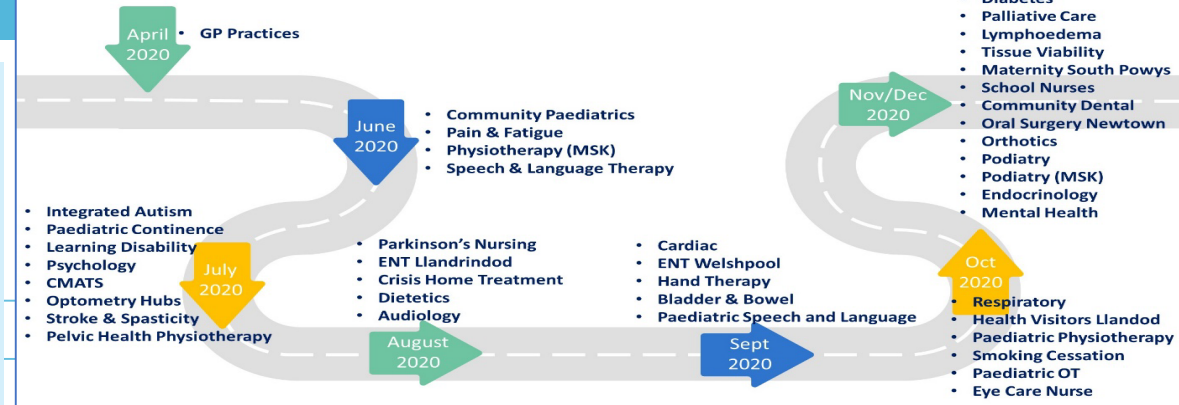 April
2020
• GP Practices
June
2020
• Community Paediatrics
• Pain & Fatigue
• Physiotherapy (MSK)
• Speech & Language Therapy
• Integrated Autism
• Paediatric Continence
• Learning Disability
• Psychology
• CMATS
• Optometry Hubs
• Stroke & Spasticity
• Pelvic Health Physiotherapy
July
2020
• Parkinson's Nursing
• ENT Llandrindod
• Crisis Home Treatment
• Dietetics
• Audiology
August
2020
• Cardiac
• ENT Welshpool
• Hand Therapy
• Bladder & Bowel
• Paediatric Speech and Language
Sept
2020
Oct
2020
• Respiratory
• Health Visitors Llandod
• Paediatric Physiotherapy
• Smoking Cessation
• Paediatric OT
• Eye Care Nurse
Nov/Dec
2020
• Diabetes
• Palliative Care
• Lymphoedema
• Tissue Viability
• Maternity South Powys
• School Nurses
• Community Dental
• Oral Surgery Newtown
• Orthotics
• Podiatry
• Podiatry (MSK)
• Endocrinology
• Mental Health